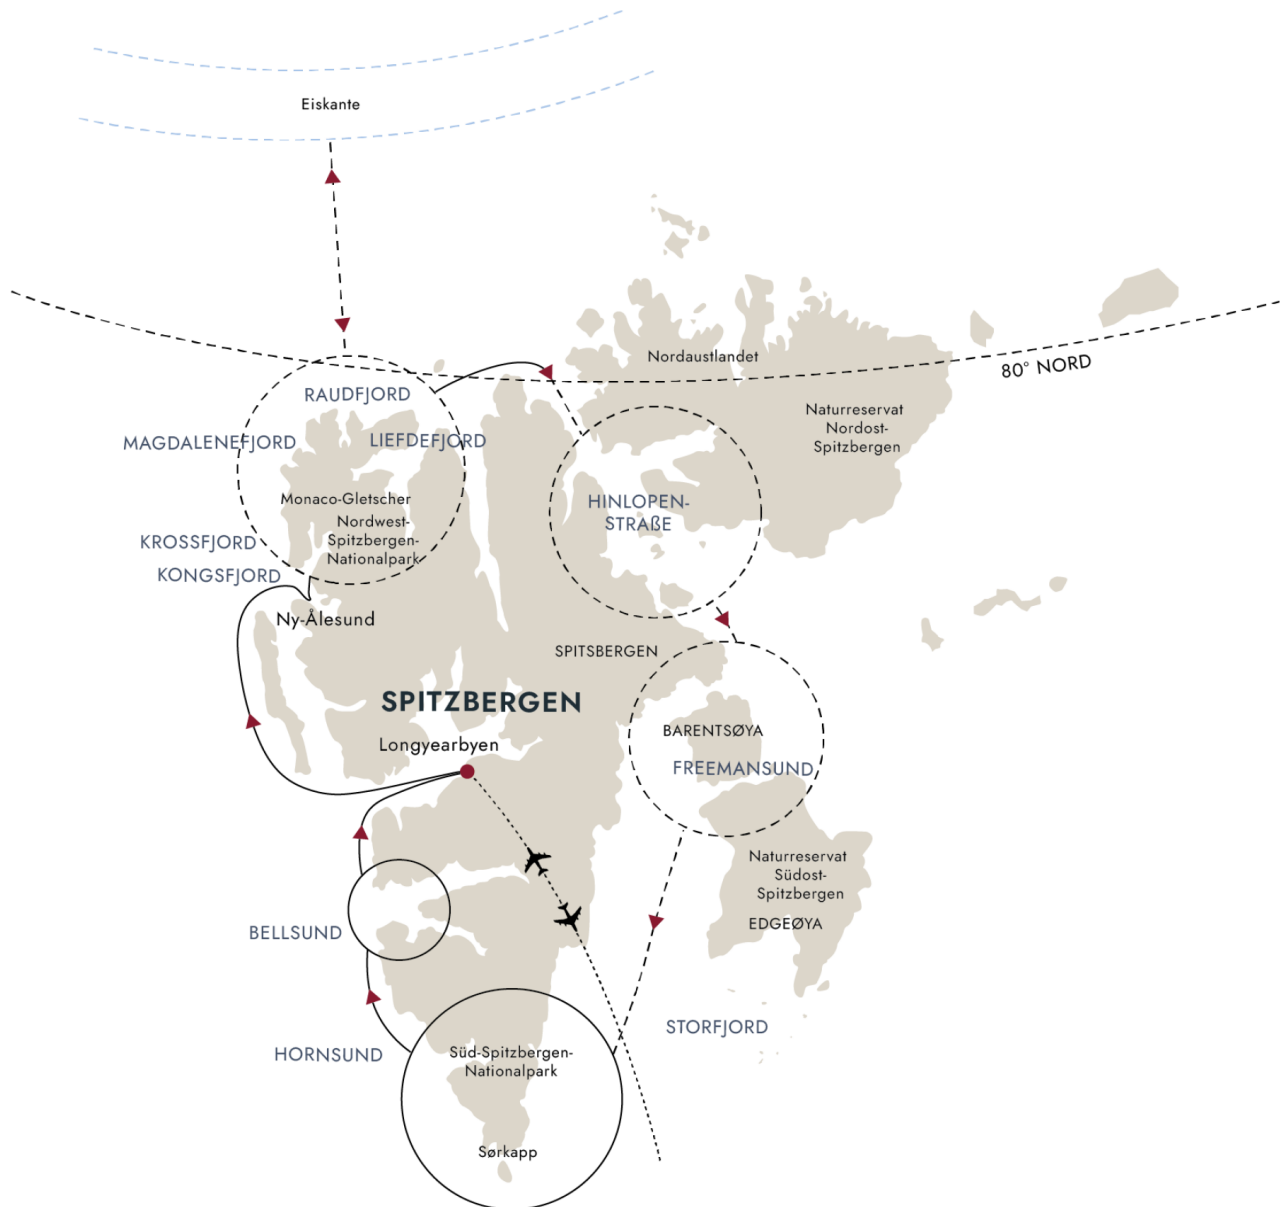 Eiskante
80° NORD
Nordaustlandet
RAUDFJORD
Naturreservat
Nordost-
Spitzbergen
MAGDALENEFJORD
LIEFDEFJORD
Monaco-Gletscher
Nordwest-
Spitzbergen-
Nationalpark
HINLOPEN-
STRAßE
KROSSFJORD
KONGSFJORD
Ny-Ålesund
SPITSBERGEN
SPITZBERGEN
BARENTSØYA
Longyearbyen
FREEMANSUND
Naturreservat
Südost-
Spitzbergen
EDGEØYA
BELLSUND
STORFJORD
HORNSUND
Süd-Spitzbergen-
Nationalpark
Sørkapp